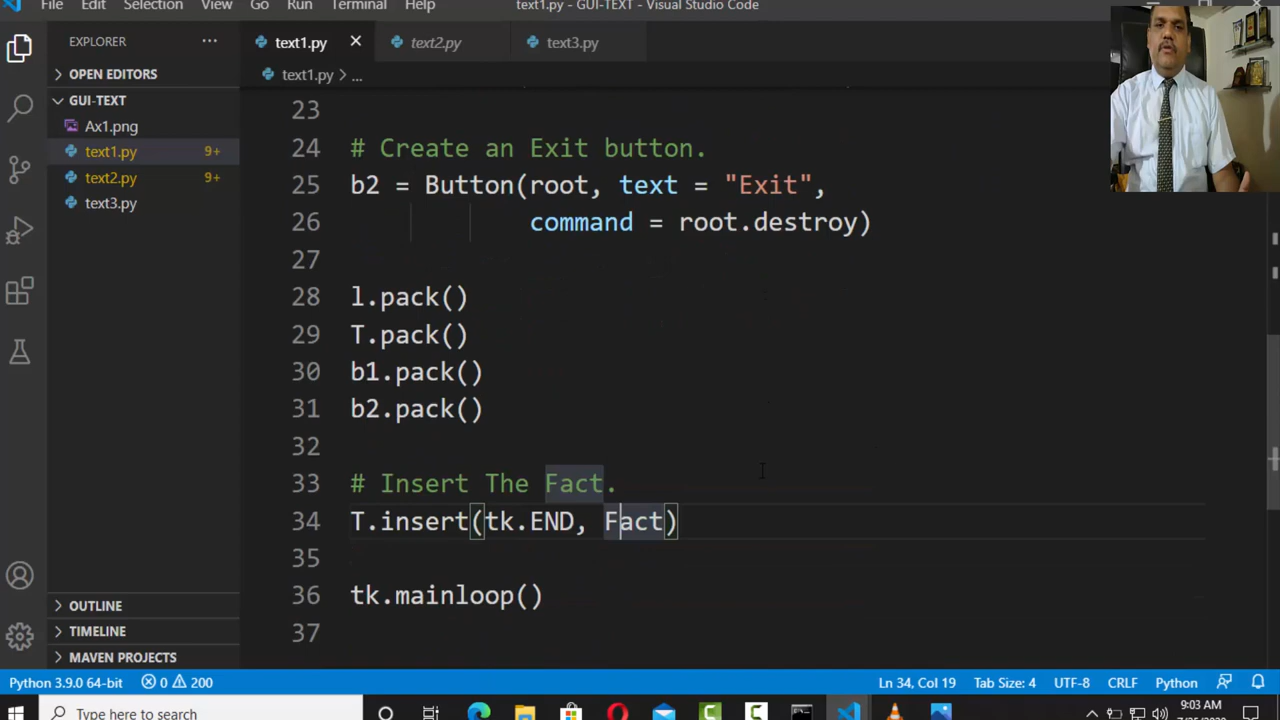 File Edit Selection View Go Run Terminal Help text1.py - GUI-TEXT - Visual Studio Code
EXPLORER
text1.py text2.py text3.py
text1.py > ...
OPEN EDITORS
GUI-TEXT
Ax1.png
text1.py 9+
text2.py 9+
text3.py
OUTLINE
TIMELINE
MAVEN PROJECTS
23
24 # Create an Exit button.
25 b2 = Button(root, text = "Exit",
26 command = root.destroy)
27
28 l.pack()
29 T.pack()
30 b1.pack()
31 b2.pack()
32
33 # Insert The Fact.
34 T.insert(tk.END, Fact)
35
36 tk.mainloop()
37
Python 3.9.0 64-bit 0 200 Ln 34, Col 19 Tab Size: 4 UTF-8 CRLF Python
Type here to search
9:03 AM